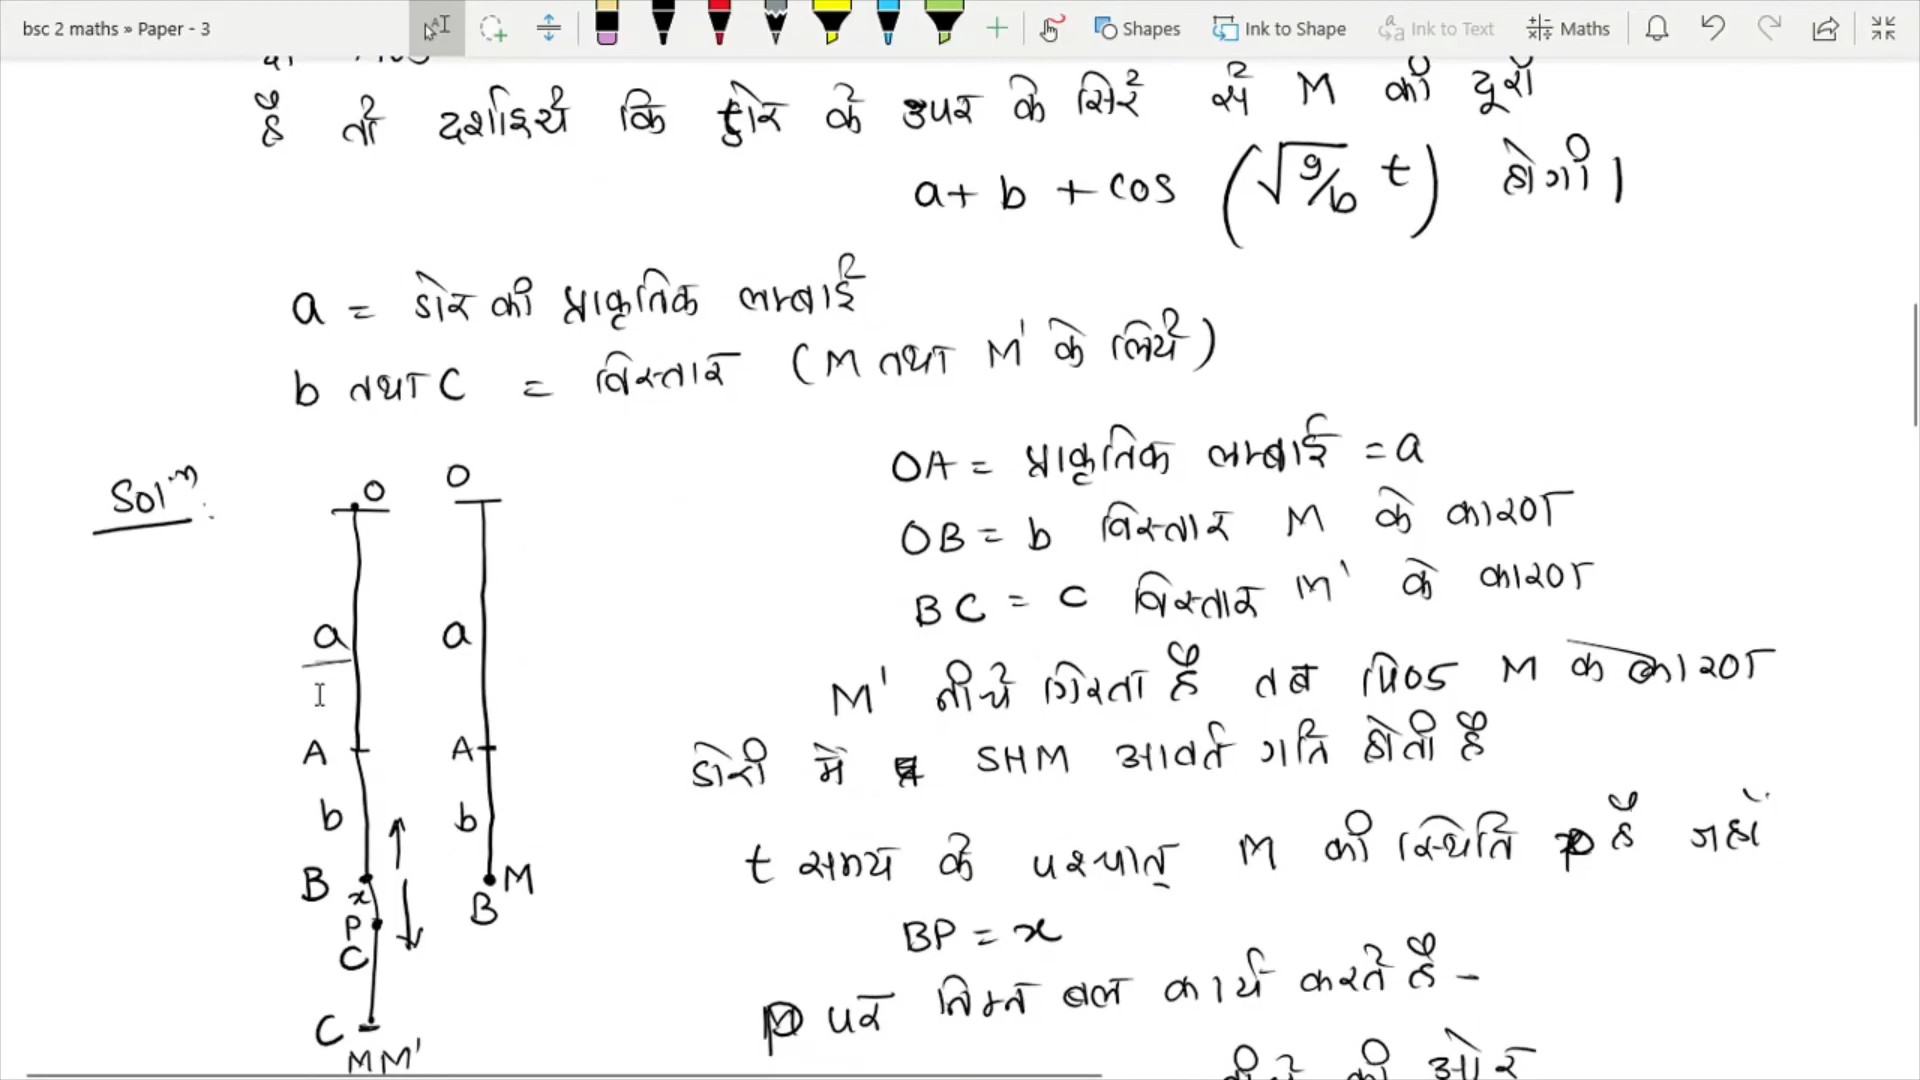 bsc 2 maths » Paper - 3
Shapes
Ink to Shape
Ink to Text
Maths
है तो दर्शाइये कि डोर के उपर के सिरे से M की दूरी
a + b + cos (√g/b t) होगी।
a = डोर की प्राकृतिक लम्बाई
b तथा C = विस्तार (M तथा M' के लिये)
Solⁿ:
OA = प्राकृतिक लम्बाई = a
OB = b विस्तार M के कारण
BC = c विस्तार M' के कारण
M' नीचे गिरता है तब पिण्ड M के कारण
डोरी में SHM आवर्त गति होती है
t समय के पश्चात् M की स्थिति P है जहाँ
BP = x
P पर निम्न बल कार्य करते है -
नीचे की ओर
O
a
A
b
B
x
P
C
C
MM'
O
a
A
b
M
B